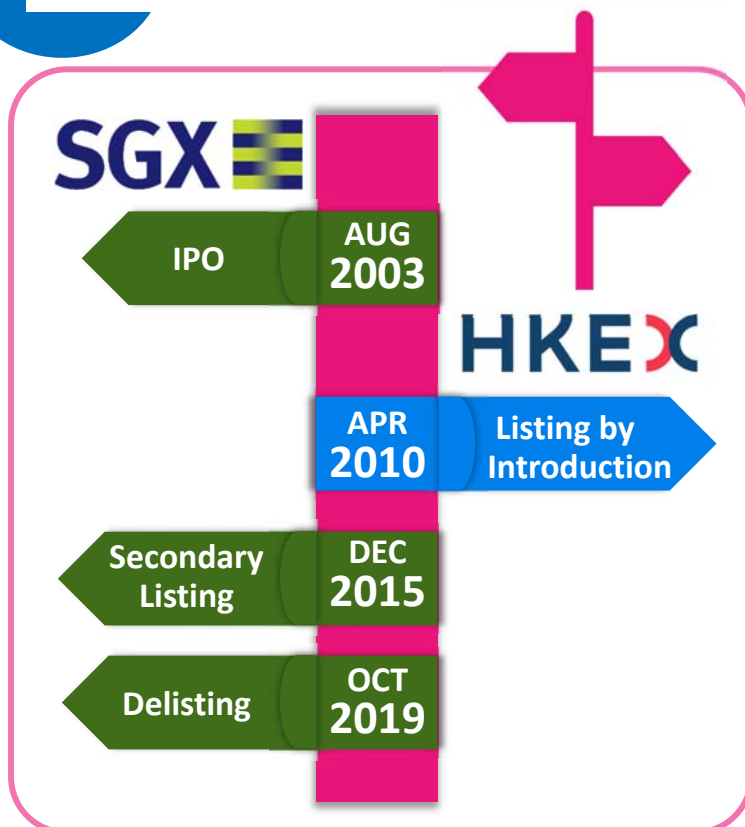 SGX
IPO
AUG
2003
HKEX
APR
2010
Listing by
Introduction
Secondary
Listing
DEC
2015
Delisting
OCT
2019